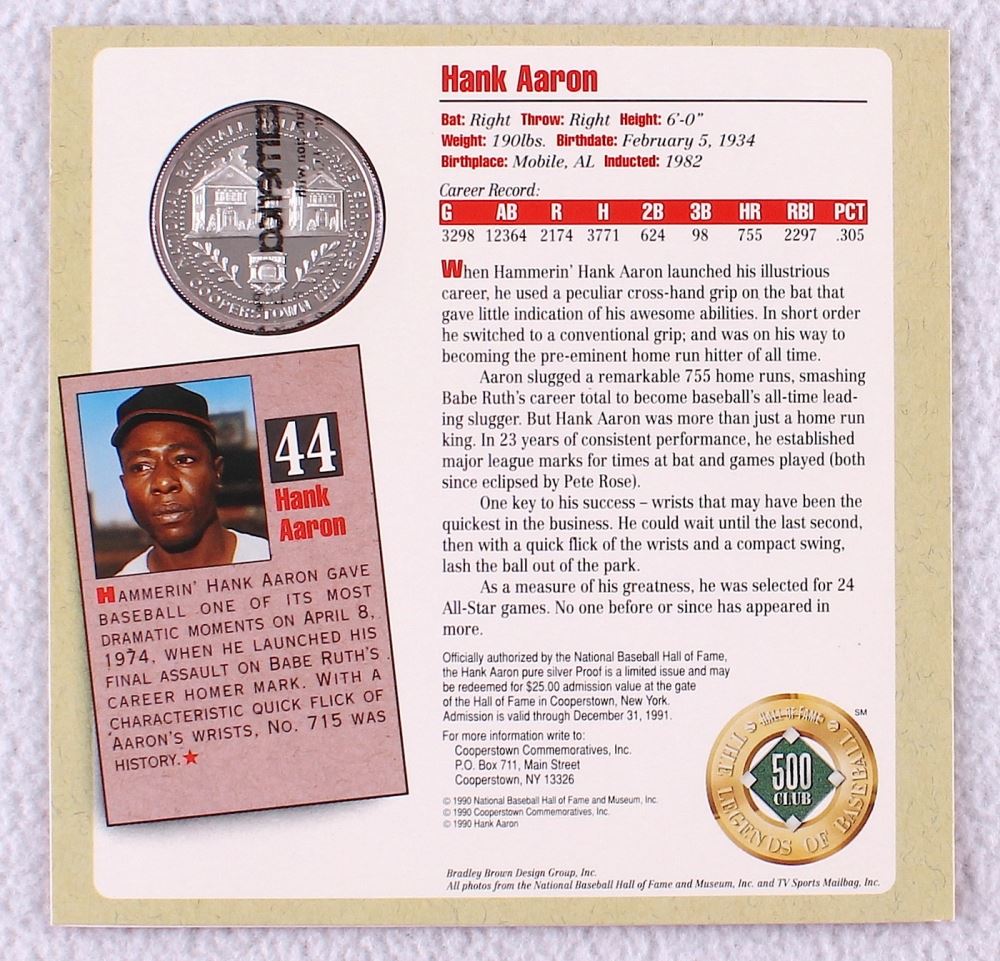 Hank Aaron
Bat: Right Throw: Right Height: 6'-0"
Weight: 190lbs. Birthdate: February 5, 1934
Birthplace: Mobile, AL Inducted: 1982
Career Record:
G AB R H 2B 3B HR RBI PCT
3298 12364 2174 3771 624 98 755 2297 .305
When Hammerin' Hank Aaron launched his illustrious
career, he used a peculiar cross-hand grip on the bat that
gave little indication of his awesome abilities. In short order
he switched to a conventional grip; and was on his way to
becoming the pre-eminent home run hitter of all time.
Aaron slugged a remarkable 755 home runs, smashing
Babe Ruth's career total to become baseball's all-time lead-
ing slugger. But Hank Aaron was more than just a home run
king. In 23 years of consistent performance, he established
major league marks for times at bat and games played (both
since eclipsed by Pete Rose).
One key to his success – wrists that may have been the
quickest in the business. He could wait until the last second,
then with a quick flick of the wrists and a compact swing,
lash the ball out of the park.
As a measure of his greatness, he was selected for 24
All-Star games. No one before or since has appeared in
more.
Officially authorized by the National Baseball Hall of Fame,
the Hank Aaron pure silver Proof is a limited issue and may
be redeemed for $25.00 admission value at the gate
of the Hall of Fame in Cooperstown, New York.
Admission is valid through December 31, 1991.
For more information write to:
Cooperstown Commemoratives, Inc.
P.O. Box 711, Main Street
Cooperstown, NY 13326
© 1990 National Baseball Hall of Fame and Museum, Inc.
© 1990 Cooperstown Commemoratives, Inc.
© 1990 Hank Aaron
Bradley Brown Design Group, Inc.
All photos from the National Baseball Hall of Fame and Museum, Inc. and TV Sports Mailbag, Inc.
NATIONAL BASEBALL
COOPERSTOWN
44
Hank
Aaron
HAMMERIN' HANK AARON GAVE
BASEBALL ONE OF ITS MOST
DRAMATIC MOMENTS ON APRIL 8,
1974, WHEN HE LAUNCHED HIS
FINAL ASSAULT ON BABE RUTH'S
CAREER HOMER MARK. WITH A
CHARACTERISTIC QUICK FLICK OF
AARON'S WRISTS, NO. 715 WAS
HISTORY.
HALL OF FAME
THE LEGENDS OF BASEBALL
500
CLUB
SM